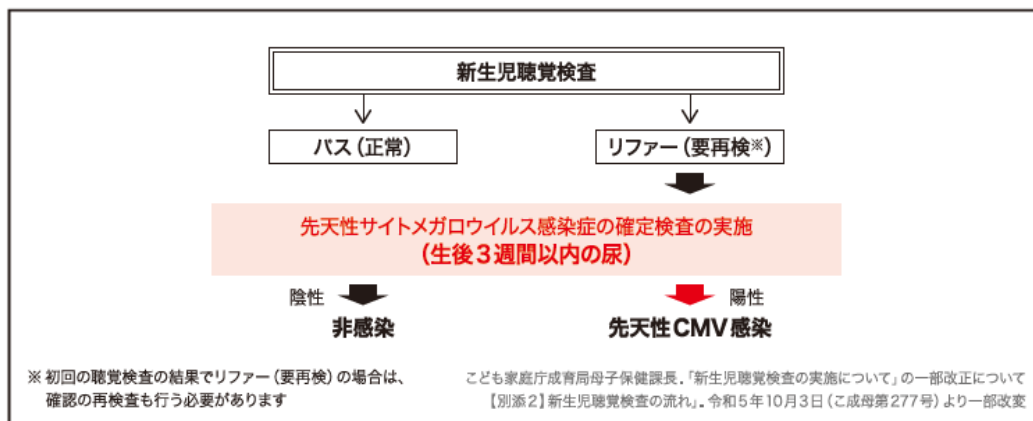 新生児聴覚検査
パス（正常）
リファー（要再検※）
先天性サイトメガロウイルス感染症の確定検査の実施
（生後３週間以内の尿）
陰性
陽性
非感染
先天性CMV感染
※ 初回の聴覚検査の結果でリファー（要再検）の場合は、
確認の再検査も行う必要があります
こども家庭庁成育局母子保健課長．「新生児聴覚検査の実施について」の一部改正について
【別添２】新生児聴覚検査の流れ」．令和５年10月３日（こ成母第277号）より一部改変